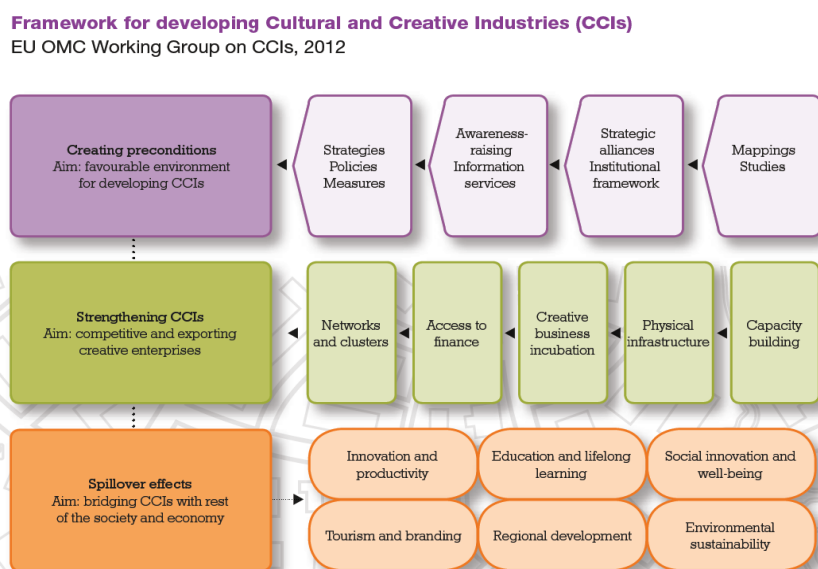 Framework for developing Cultural and Creative Industries (CCIs)
EU OMC Working Group on CCIs, 2012
Creating preconditions
Aim: favourable environment
for developing CCIs
Strategies
Policies
Measures
Awareness-
raising
Information
services
Strategic
alliances
Institutional
framework
Mappings
Studies
Strengthening CCIs
Aim: competitive and exporting
creative enterprises
Networks
and clusters
Access to
finance
Creative
business
incubation
Physical
infrastructure
Capacity
building
Spillover effects
Aim: bridging CCIs with rest
of the society and economy
Innovation and
productivity
Education and lifelong
learning
Social innovation and
well-being
Tourism and branding
Regional development
Environmental
sustainability